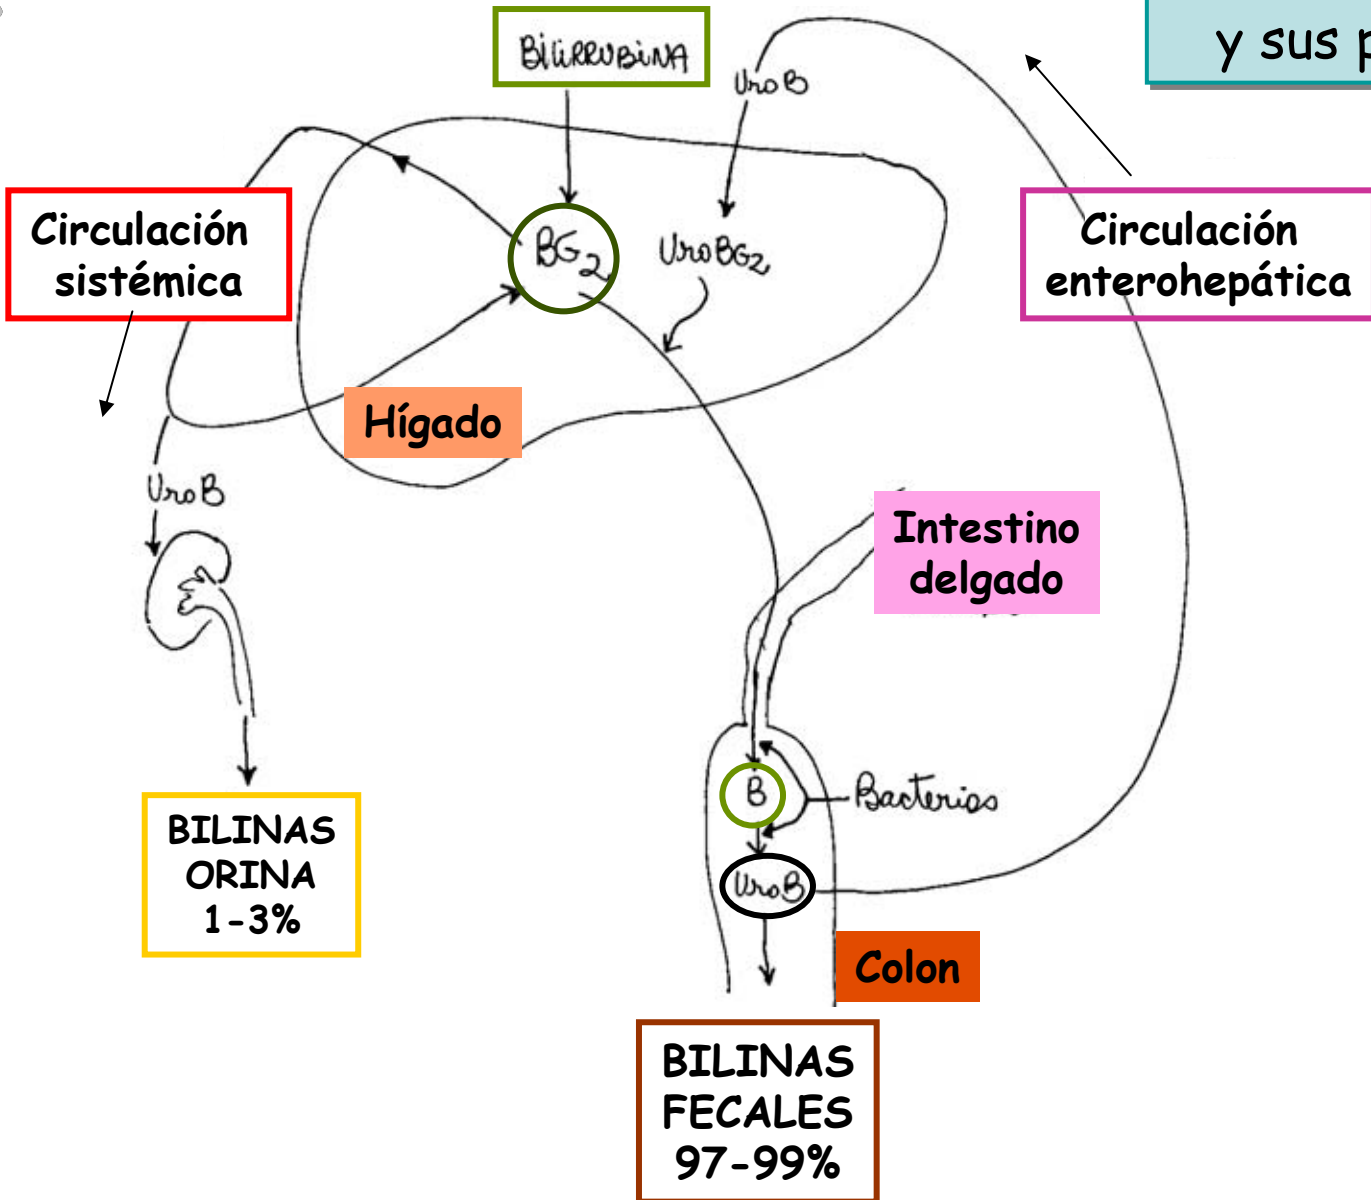 y sus p
BiliRRUBiNA
UroB
Circulación
sistémica
BG2
UroBG2
Circulación
enterohepática
Hígado
UroB
Intestino
delgado
B
Bacterias
BILINAS
ORINA
1-3%
UroB
Colon
BILINAS
FECALES
97-99%